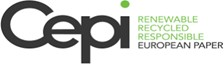 Cepi
RENEWABLE
RECYCLED
RESPONSIBLE
EUROPEAN PAPER